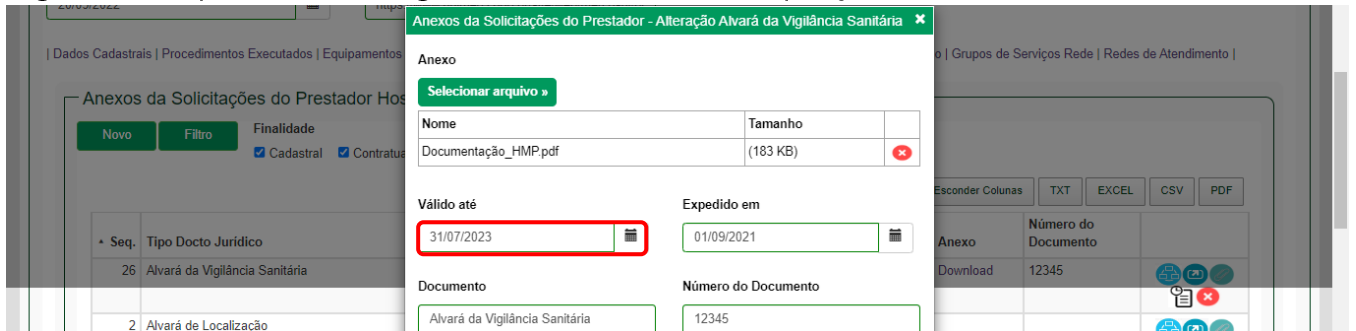 Anexos da Solicitações do Prestador - Alteração Alvará da Vigilância Sanitária ×
| Dados Cadastrais | Procedimentos Executados | Equipamentos
o | Grupos de Serviços Rede | Redes de Atendimento |
Anexo
Selecionar arquivo »
Anexos da Solicitações do Prestador Hos
Nome Tamanho
Novo Filtro Finalidade
Cadastral Contratua
Documentação_HMP.pdf (183 KB)
Esconder Colunas TXT EXCEL CSV PDF
Válido até Expedido em
31/07/2023 01/09/2021
Seq. Tipo Docto Jurídico Anexo Número do Documento
26 Alvará da Vigilância Sanitária Download 12345
Documento Número do Documento
Alvará da Vigilância Sanitária 12345
2 Alvará de Localização